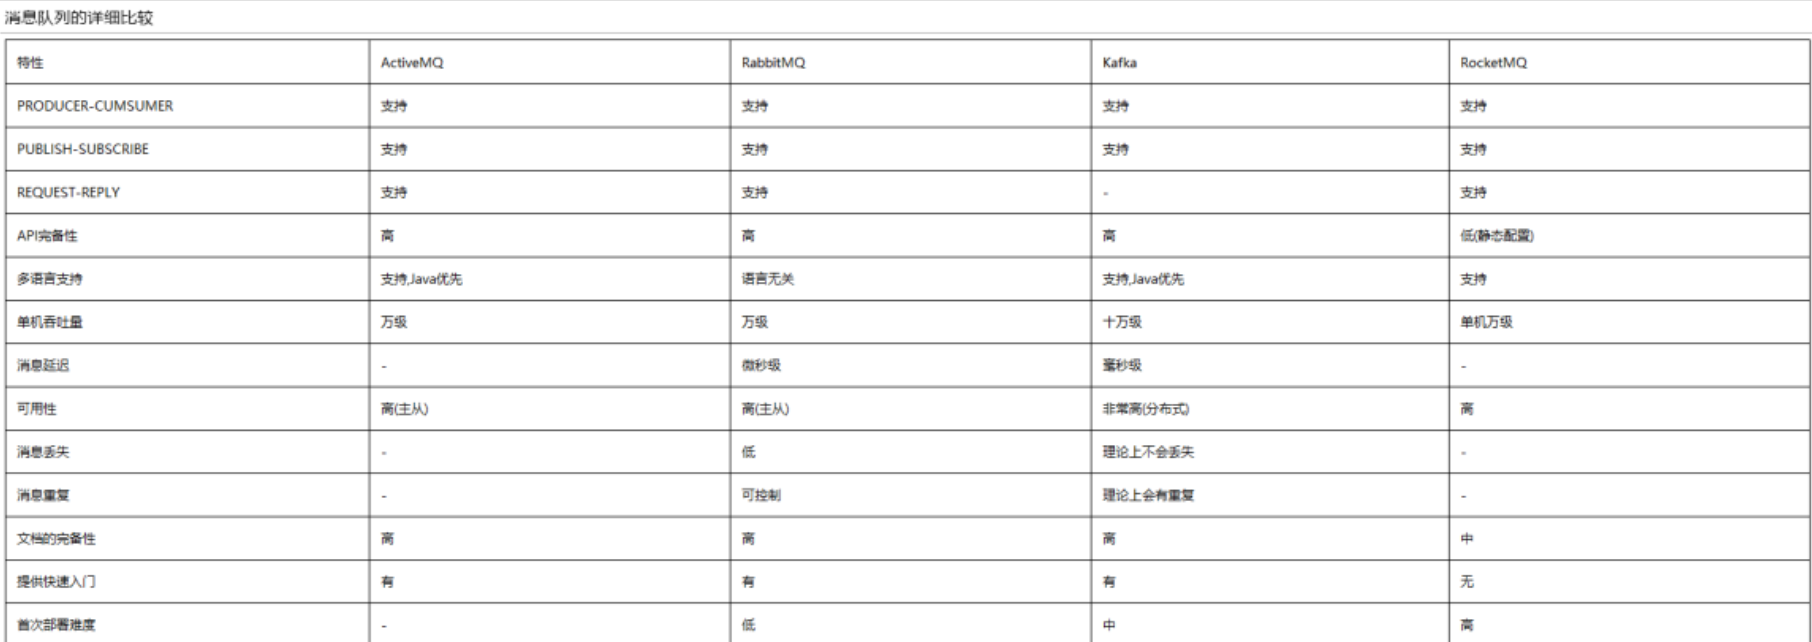 消息队列的详细比较
特性 ActiveMQ RabbitMQ Kafka RocketMQ
PRODUCER-CUMSUMER 支持 支持 支持 支持
PUBLISH-SUBSCRIBE 支持 支持 支持 支持
REQUEST-REPLY 支持 支持 - 支持
API完备性 高 高 高 低(静态配置)
多语言支持 支持,Java优先 语言无关 支持,Java优先 支持
单机吞吐量 万级 万级 十万级 单机万级
消息延迟 - 微秒级 毫秒级 -
可用性 高(主从) 高(主从) 非常高(分布式) 高
消息丢失 - 低 理论上不会丢失 -
消息重复 - 可控制 理论上会有重复 -
文档的完备性 高 高 高 中
提供快速入门 有 有 有 无
首次部署难度 - 低 中 高